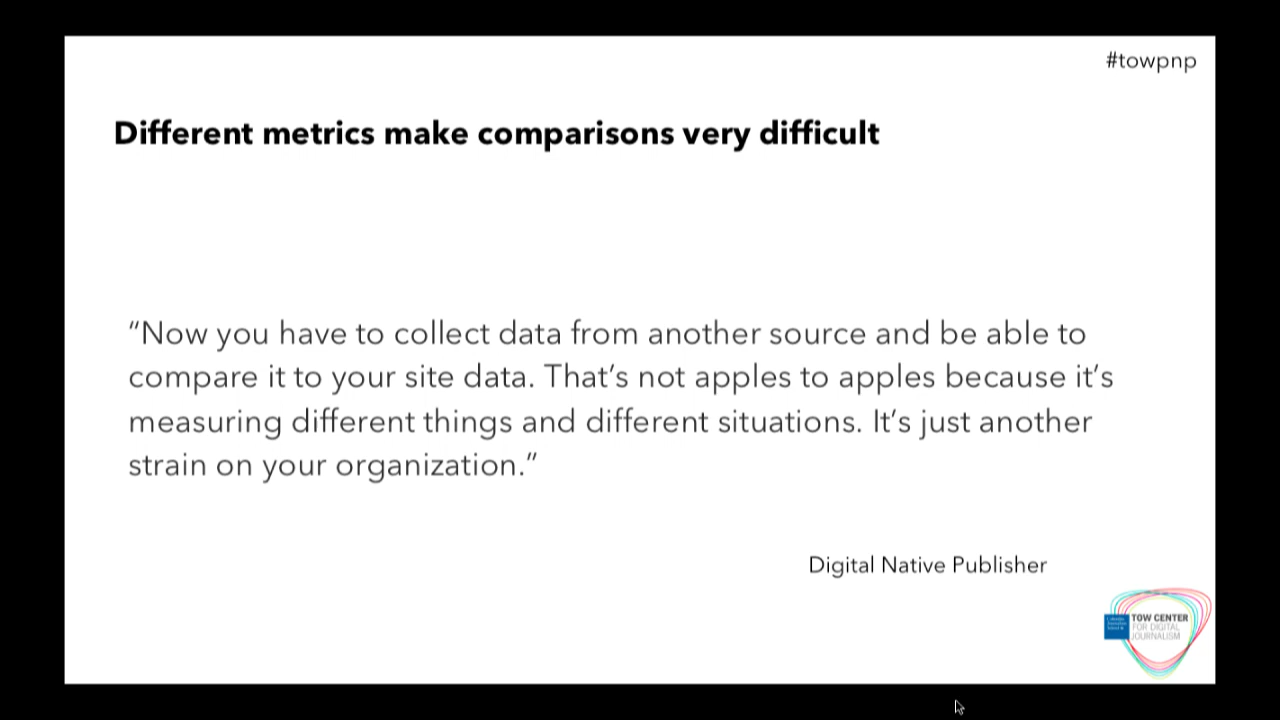 #towpnp
Different metrics make comparisons very difficult
“Now you have to collect data from another source and be able to
compare it to your site data. That’s not apples to apples because it’s
measuring different things and different situations. It’s just another
strain on your organization.”
Digital Native Publisher
TOW CENTER
FOR DIGITAL
JOURNALISM